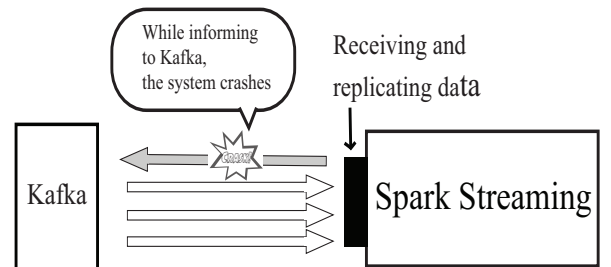 While informing
to Kafka,
the system crashes
Receiving and
replicating data
CRASH
Kafka
Spark Streaming